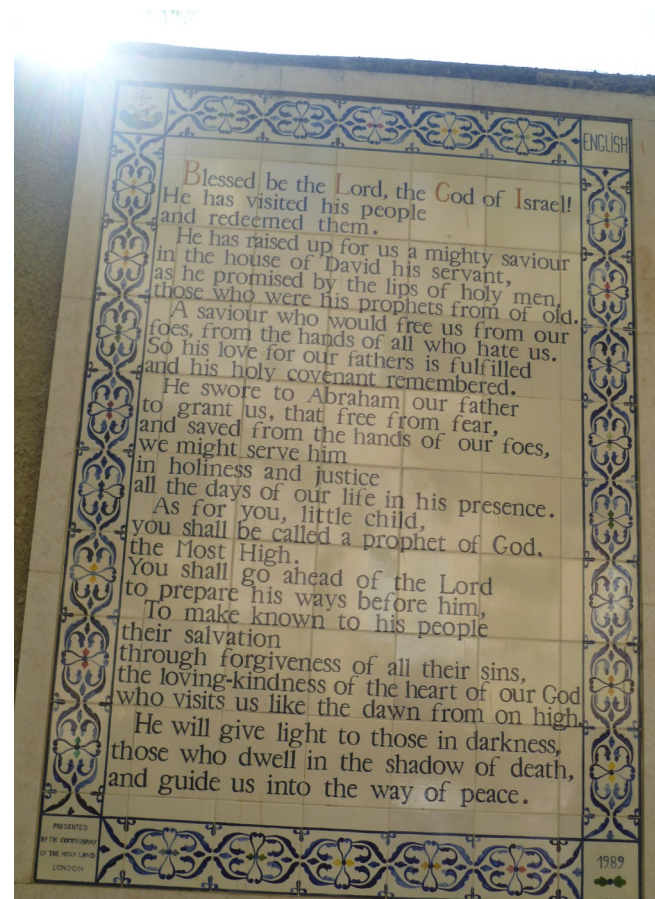 ENGLISH
Blessed be the Lord, the God of Israel!
He has visited his people
and redeemed them.
He has raised up for us a mighty saviour
in the house of David his servant,
as he promised by the lips of holy men,
those who were his prophets from of old.
A saviour who would free us from our
foes, from the hands of all who hate us.
So his love for our fathers is fulfilled
and his holy covenant remembered.
He swore to Abraham our father
to grant us, that free from fear,
and saved from the hands of our foes,
we might serve him
in holiness and justice
all the days of our life in his presence.
As for you, little child,
you shall be called a prophet of God,
the Most High.
You shall go ahead of the Lord
to prepare his ways before him,
To make known to his people
their salvation
through forgiveness of all their sins,
the loving-kindness of the heart of our God
who visits us like the dawn from on high.
He will give light to those in darkness,
those who dwell in the shadow of death,
and guide us into the way of peace.
PRESENTED
BY THE COMMISSARY
OF THE HOLY LAND
LONDON
1989